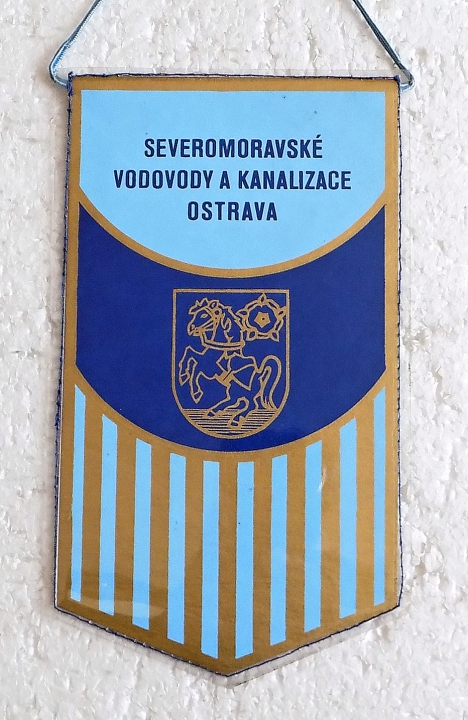 SEVEROMORAVSKÉ
VODOVODY A KANALIZACE
OSTRAVA